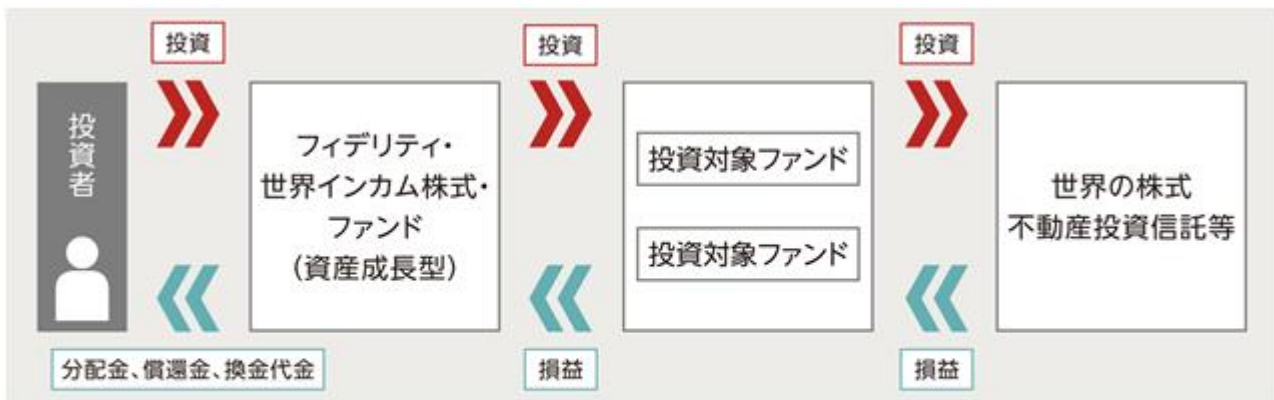 投資
投資
投資
投資者
フィデリティ・
世界インカム株式・
ファンド
(資産成長型)
投資対象ファンド
投資対象ファンド
世界の株式
不動産投資信託等
分配金、償還金、換金代金
損益
損益